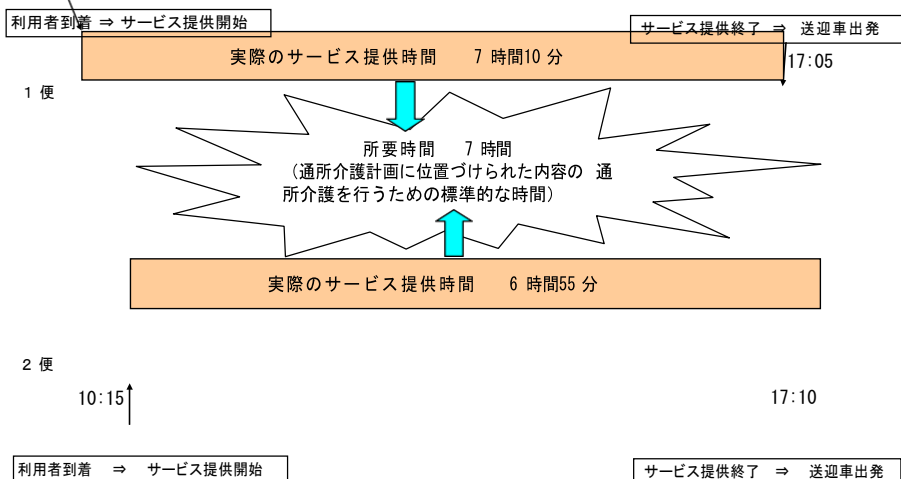 利用者到着 ⇒ サービス提供開始
サービス提供終了 ⇒ 送迎車出発
実際のサービス提供時間 7 時間10 分
17:05
1 便
所要時間 7 時間
（通所介護計画に位置づけられた内容の 通
所介護を行うための標準的な時間）
実際のサービス提供時間 6 時間55 分
2 便
10:15
17:10
利用者到着 ⇒ サービス提供開始
サービス提供終了 ⇒ 送迎車出発